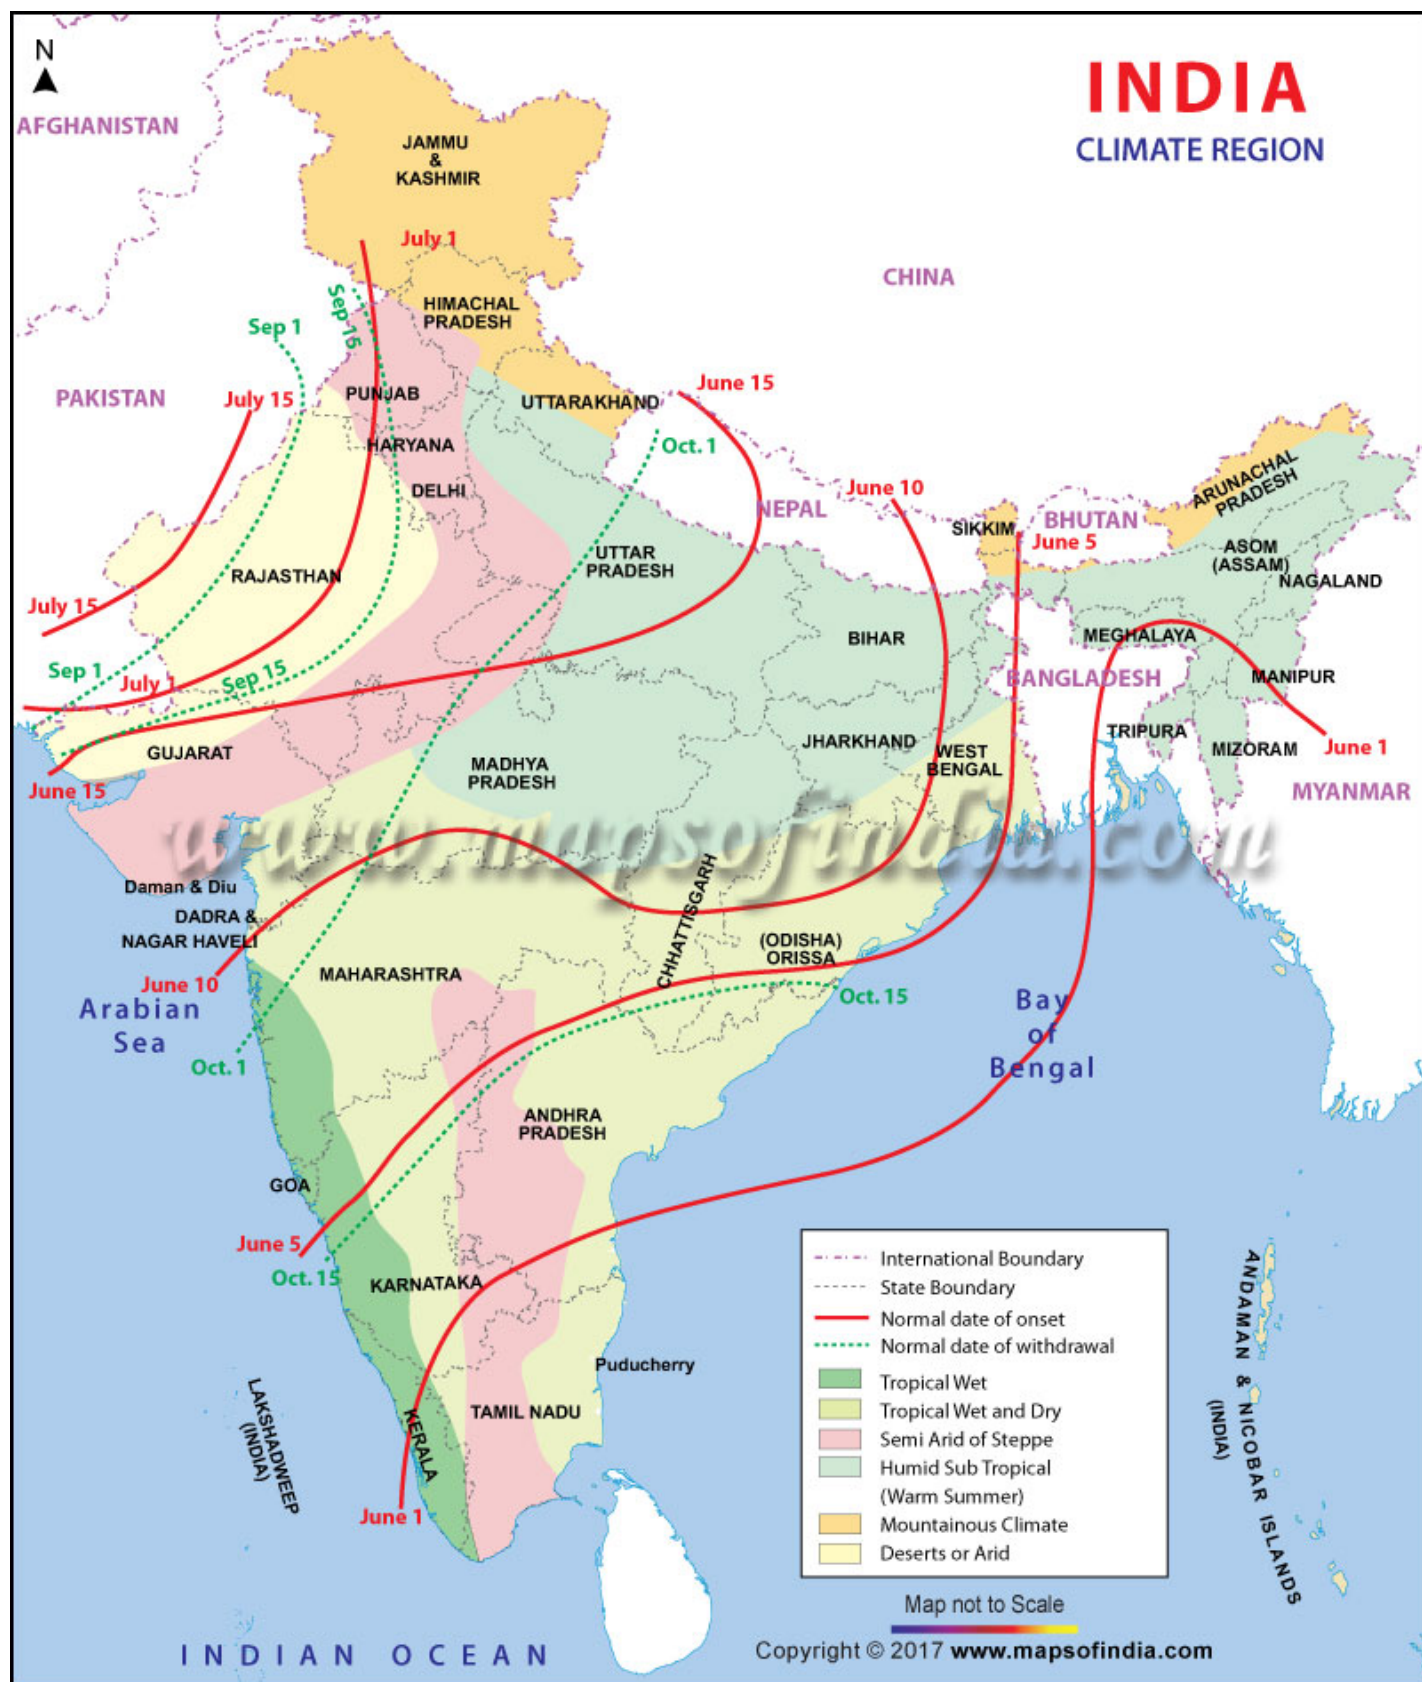 N
INDIA
CLIMATE REGION
AFGHANISTAN
JAMMU
&
KASHMIR
July 1
CHINA
HIMACHAL
PRADESH
Sep 15
Sep 1
PAKISTAN
July 15
PUNJAB
UTTARAKHAND
June 15
HARYANA
Oct. 1
DELHI
NEPAL
June 10
SIKKIM
BHUTAN
June 5
ARUNACHAL
PRADESH
ASOM
(ASSAM)
NAGALAND
RAJASTHAN
UTTAR
PRADESH
July 15
BIHAR
MEGHALAYA
Sep 1
July 1
Sep 15
BANGLADESH
MANIPUR
GUJARAT
MADHYA
PRADESH
JHARKHAND
WEST
BENGAL
TRIPURA
MIZORAM
June 1
June 15
MYANMAR
www.mapsofindia.com
Daman & Diu
DADRA &
NAGAR HAVELI
June 10
MAHARASHTRA
CHHATTISGARH
(ODISHA)
ORISSA
Oct. 15
Arabian
Sea
Oct. 1
Bay
of
Bengal
ANDHRA
PRADESH
GOA
June 5
Oct. 15
KARNATAKA
Puducherry
LAKSHADWEEP
(INDIA)
KERALA
TAMIL NADU
June 1
ANDAMAN & NICOBAR ISLANDS
(INDIA)
International Boundary
State Boundary
Normal date of onset
Normal date of withdrawal
Tropical Wet
Tropical Wet and Dry
Semi Arid of Steppe
Humid Sub Tropical
(Warm Summer)
Mountainous Climate
Deserts or Arid
Map not to Scale
INDIAN OCEAN
Copyright © 2017 www.mapsofindia.com